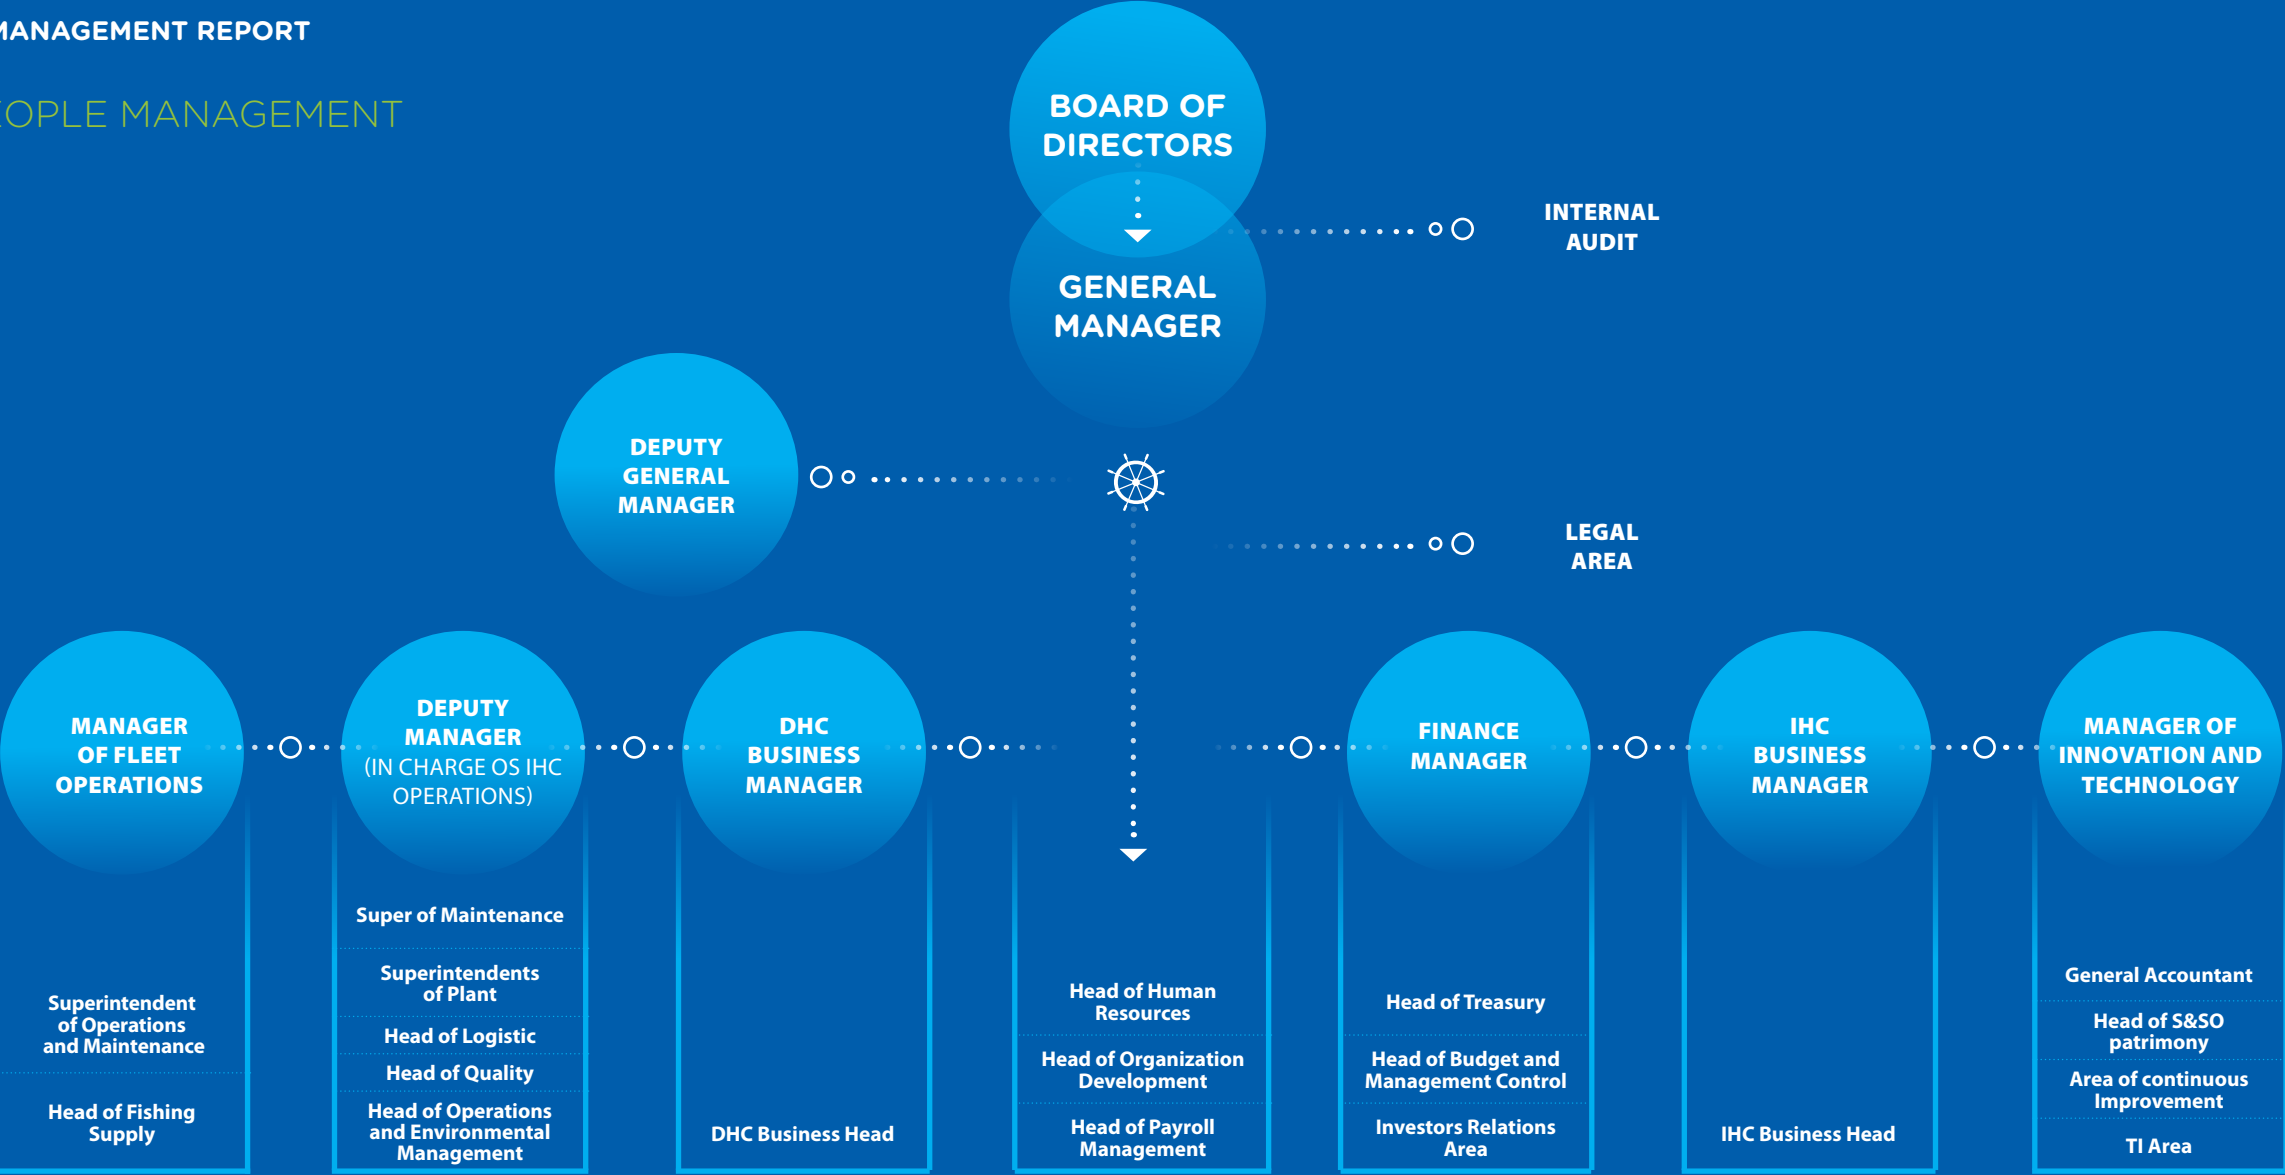 MANAGEMENT REPORT
EOPLE MANAGEMENT
BOARD OF
DIRECTORS
INTERNAL
AUDIT
GENERAL
MANAGER
DEPUTY
GENERAL
MANAGER
LEGAL
AREA
MANAGER
OF FLEET
OPERATIONS
DEPUTY
MANAGER
(IN CHARGE OS IHC
OPERATIONS)
DHC
BUSINESS
MANAGER
FINANCE
MANAGER
IHC
BUSINESS
MANAGER
MANAGER OF
INNOVATION AND
TECHNOLOGY
Superintendent
of Operations
and Maintenance
Head of Fishing
Supply
Super of Maintenance
Superintendents
of Plant
Head of Logistic
Head of Quality
Head of Operations
and Environmental
Management
DHC Business Head
Head of Human
Resources
Head of Organization
Development
Head of Payroll
Management
Head of Treasury
Head of Budget and
Management Control
Investors Relations
Area
IHC Business Head
General Accountant
Head of S&SO
patrimony
Area of continuous
Improvement
TI Area